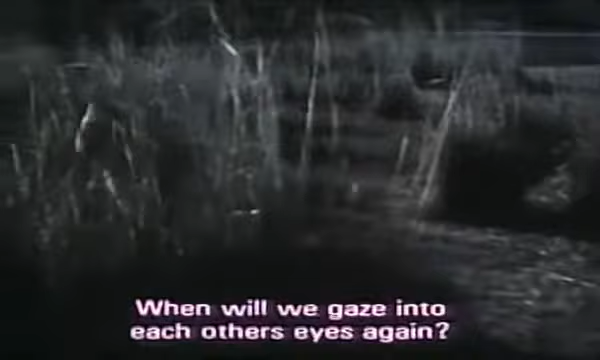 When will we gaze into
each others eyes again?